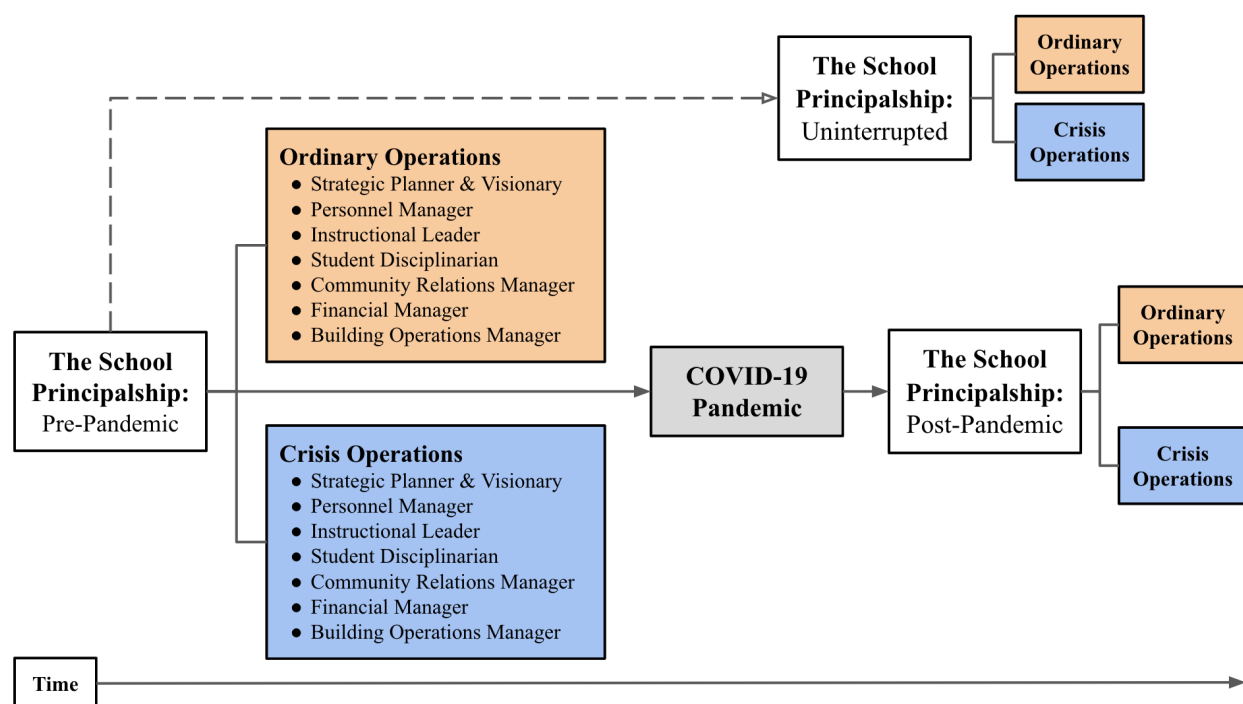 The School
Principalship:
Uninterrupted
Ordinary
Operations
Crisis
Operations
Ordinary Operations
● Strategic Planner & Visionary
● Personnel Manager
● Instructional Leader
● Student Disciplinarian
● Community Relations Manager
● Financial Manager
● Building Operations Manager
The School
Principalship:
Pre-Pandemic
COVID-19
Pandemic
The School
Principalship:
Post-Pandemic
Ordinary
Operations
Crisis
Operations
Crisis Operations
● Strategic Planner & Visionary
● Personnel Manager
● Instructional Leader
● Student Disciplinarian
● Community Relations Manager
● Financial Manager
● Building Operations Manager
Time